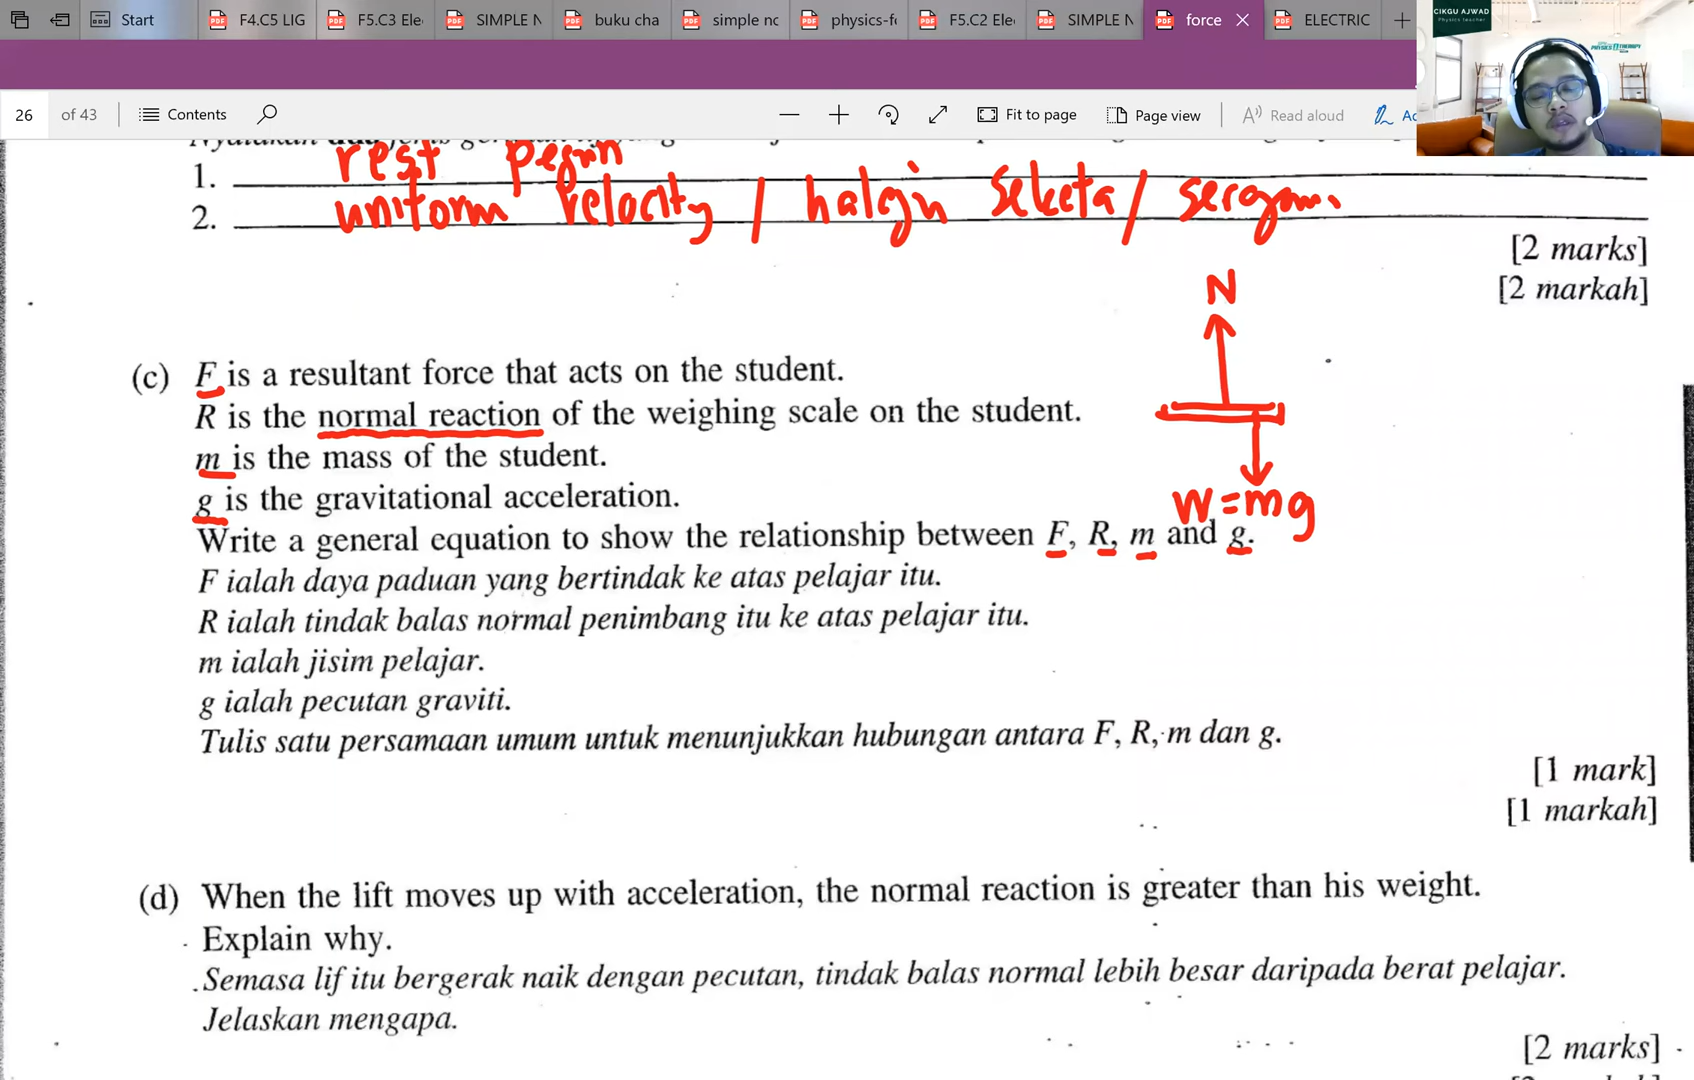 Start
F4.C5 LIG
F5.C3 Ele
SIMPLE N
buku cha
simple nc
physics-f
F5.C2 Ele
SIMPLE N
force
ELECTRIC
CIKGU AJWAD
Physics teacher
26 of 43
Contents
Fit to page
Page view
Read aloud
1. rest pegun
2. uniform velocity / halaju seketa / seragam.
[2 marks]
[2 markah]
N
W=mg
(c) F is a resultant force that acts on the student.
R is the normal reaction of the weighing scale on the student.
m is the mass of the student.
g is the gravitational acceleration.
Write a general equation to show the relationship between F, R, m and g.
F ialah daya paduan yang bertindak ke atas pelajar itu.
R ialah tindak balas normal penimbang itu ke atas pelajar itu.
m ialah jisim pelajar.
g ialah pecutan graviti.
Tulis satu persamaan umum untuk menunjukkan hubungan antara F, R, m dan g.
[1 mark]
[1 markah]
(d) When the lift moves up with acceleration, the normal reaction is greater than his weight.
Explain why.
Semasa lif itu bergerak naik dengan pecutan, tindak balas normal lebih besar daripada berat pelajar.
Jelaskan mengapa.
[2 marks]